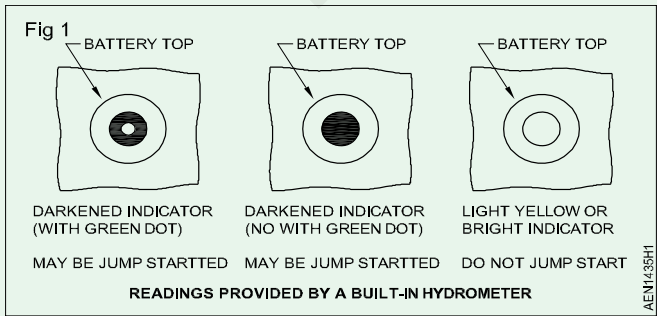 Fig 1
BATTERY TOP
BATTERY TOP
BATTERY TOP
DARKENED INDICATOR
(WITH GREEN DOT)
MAY BE JUMP STARTTED
DARKENED INDICATOR
(NO WITH GREEN DOT)
MAY BE JUMP STARTTED
LIGHT YELLOW OR
BRIGHT INDICATOR
DO NOT JUMP START
READINGS PROVIDED BY A BUILT-IN HYDROMETER
AEN1435H1